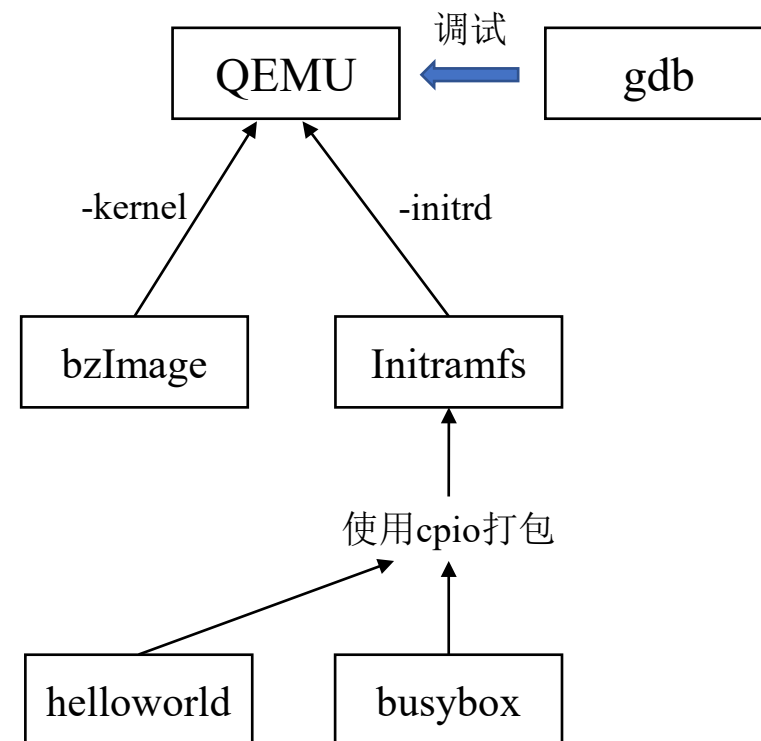 调试
QEMU
gdb
-kernel
-initrd
bzImage
Initramfs
使用cpio打包
helloworld
busybox